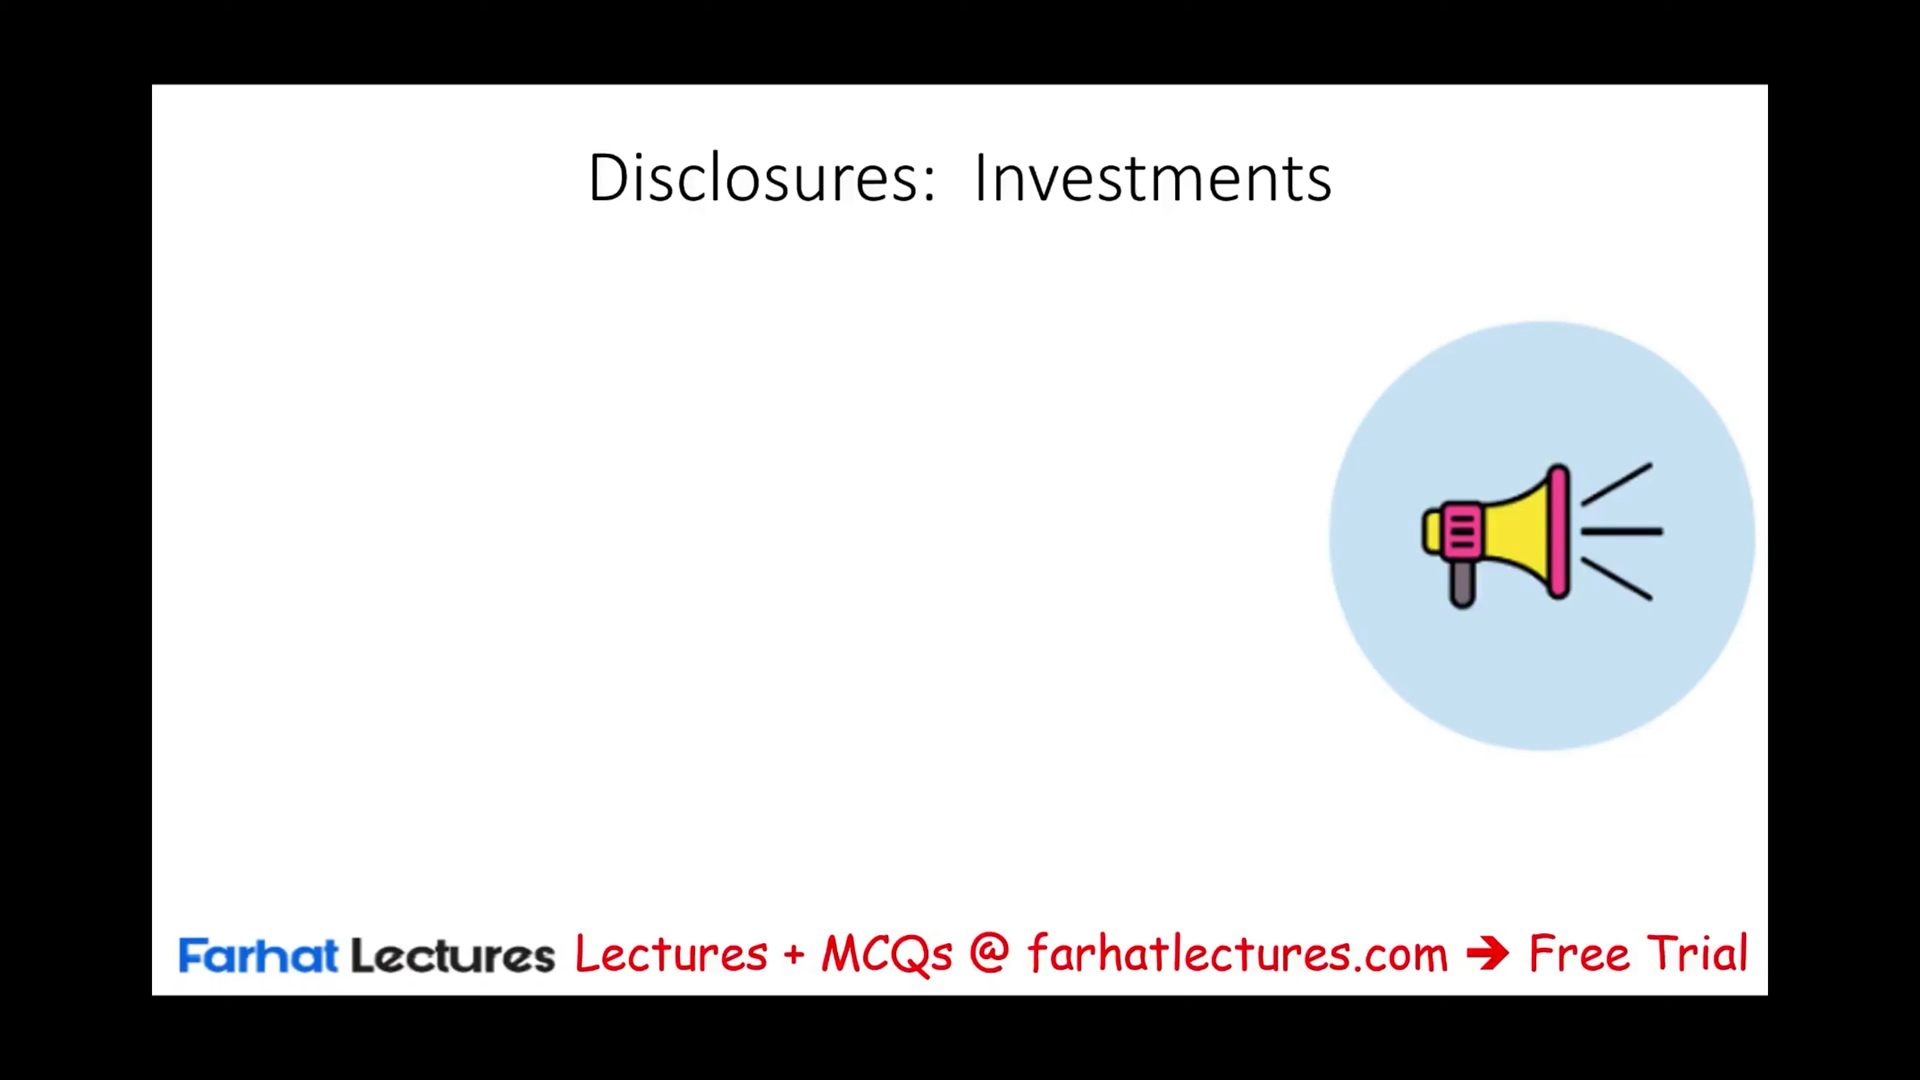 Disclosures: Investments
Farhat Lectures Lectures + MCQs @ farhatlectures.com ➔ Free Trial